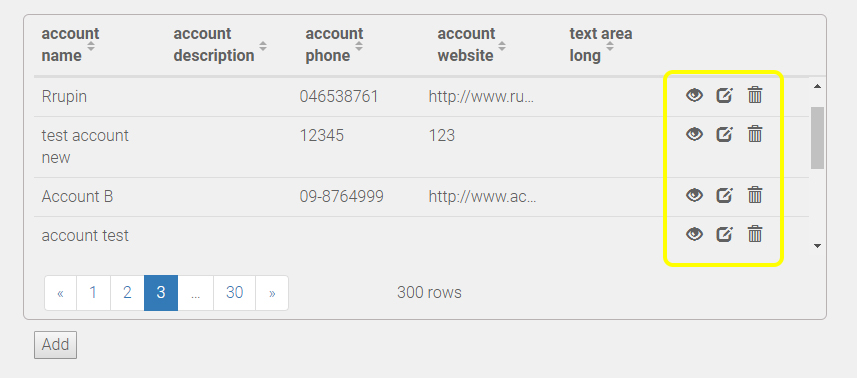 account name
account description
account phone
account website
text area long
Rrupin 046538761 http://www.ru...
test account new 12345 123
Account B 09-8764999 http://www.ac...
account test
« 1 2 3 ... 30 » 300 rows
Add